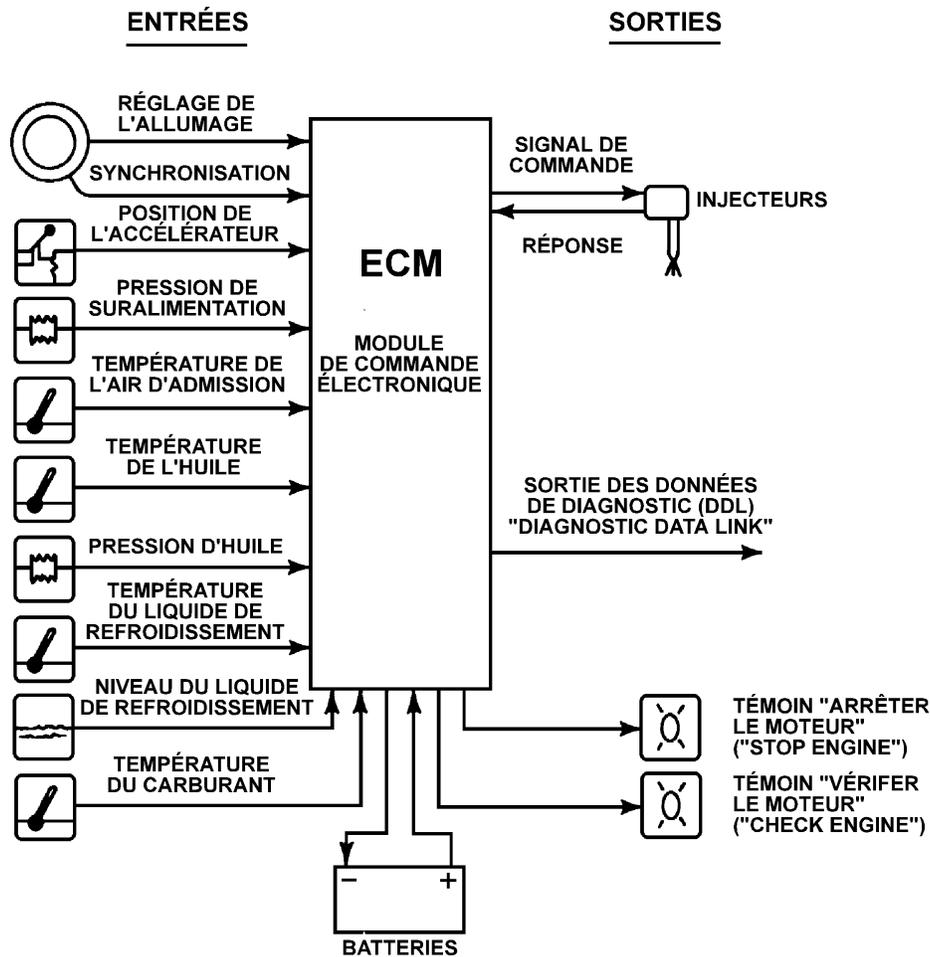 ENTRÉES
SORTIES
RÉGLAGE DE
L'ALLUMAGE
SYNCHRONISATION
POSITION DE
L'ACCÉLÉRATEUR
PRESSION DE
SURALIMENTATION
TEMPÉRATURE DE
L'AIR D'ADMISSION
TEMPÉRATURE
DE L'HUILE
PRESSION D'HUILE
TEMPÉRATURE
DU LIQUIDE DE
REFROIDISSEMENT
NIVEAU DU LIQUIDE
DE REFROIDISSEMENT
TEMPÉRATURE
DU CARBURANT
ECM
MODULE
DE COMMANDE
ÉLECTRONIQUE
SIGNAL DE
COMMANDE
INJECTEURS
RÉPONSE
SORTIE DES DONNÉES
DE DIAGNOSTIC (DDL)
"DIAGNOSTIC DATA LINK"
TÉMOIN "ARRÊTER
LE MOTEUR"
("STOP ENGINE")
TÉMOIN "VÉRIFER
LE MOTEUR"
("CHECK ENGINE")
– +
BATTERIES